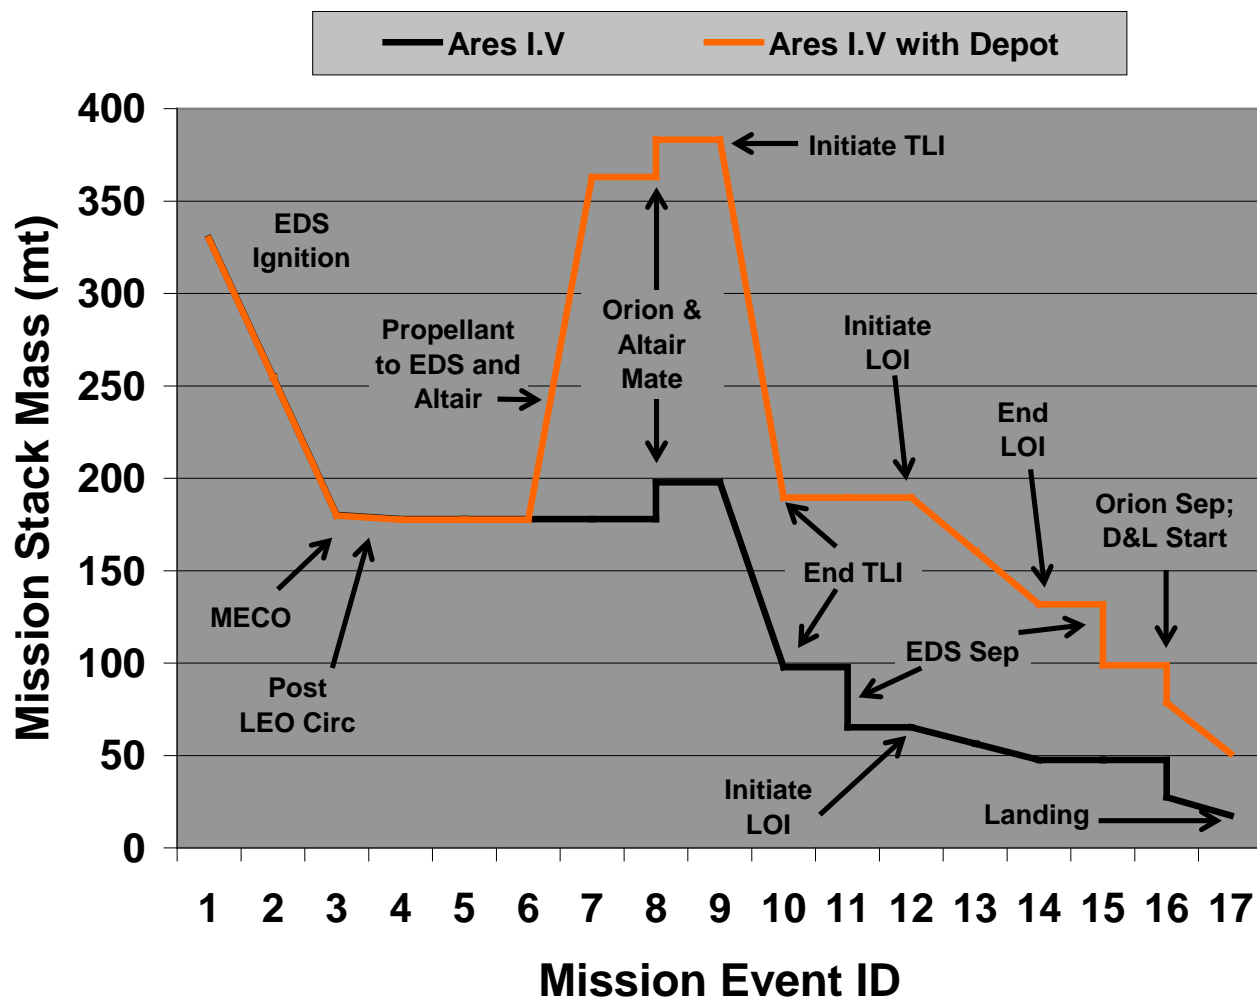 Ares I.V
Ares I.V with Depot
Mission Stack Mass (mt)
400
350
300
250
200
150
100
50
0
EDS
Ignition
Initiate TLI
Propellant
to EDS and
Altair
Orion &
Altair
Mate
Initiate
LOI
End
LOI
Orion Sep;
D&L Start
MECO
Post
LEO Circ
End TLI
EDS Sep
Initiate
LOI
Landing
1 2 3 4 5 6 7 8 9 10 11 12 13 14 15 16 17
Mission Event ID